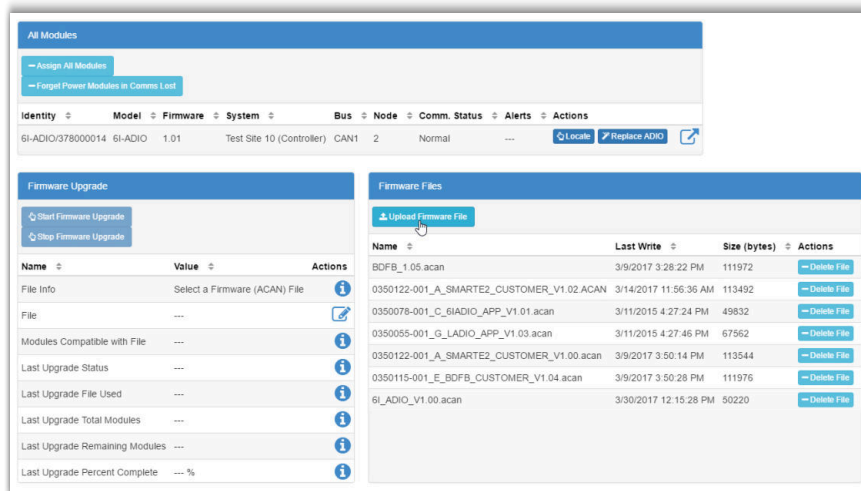 All Modules
Assign All Modules
Forget Power Modules in Comms Lost
Identity Model Firmware System Bus Node Comm. Status Alerts Actions
6I-ADIO/378000014 6I-ADIO 1.01 Test Site 10 (Controller) CAN1 2 Normal --- Locate Replace ADIO
Firmware Upgrade
Start Firmware Upgrade
Stop Firmware Upgrade
Name Value Actions
File Info Select a Firmware (ACAN) File
File ---
Modules Compatible with File ---
Last Upgrade Status ---
Last Upgrade File Used ---
Last Upgrade Total Modules ---
Last Upgrade Remaining Modules ---
Last Upgrade Percent Complete --- %
Firmware Files
Upload Firmware File
Name Last Write Size (bytes) Actions
BDFB_1.05.acan 3/9/2017 3:28:22 PM 111972 Delete File
0350122-001_A_SMARTE2_CUSTOMER_V1.02.ACAN 3/14/2017 11:56:36 AM 113492 Delete File
0350078-001_C_6IADIO_APP_V1.01.acan 3/11/2015 4:27:24 PM 49832 Delete File
0350055-001_G_LADIO_APP_V1.03.acan 3/11/2015 4:27:46 PM 67562 Delete File
0350122-001_A_SMARTE2_CUSTOMER_V1.00.acan 3/9/2017 3:50:14 PM 113544 Delete File
0350115-001_E_BDFB_CUSTOMER_V1.04.acan 3/9/2017 3:50:28 PM 111976 Delete File
6I_ADIO_V1.00.acan 3/30/2017 12:15:28 PM 50220 Delete File